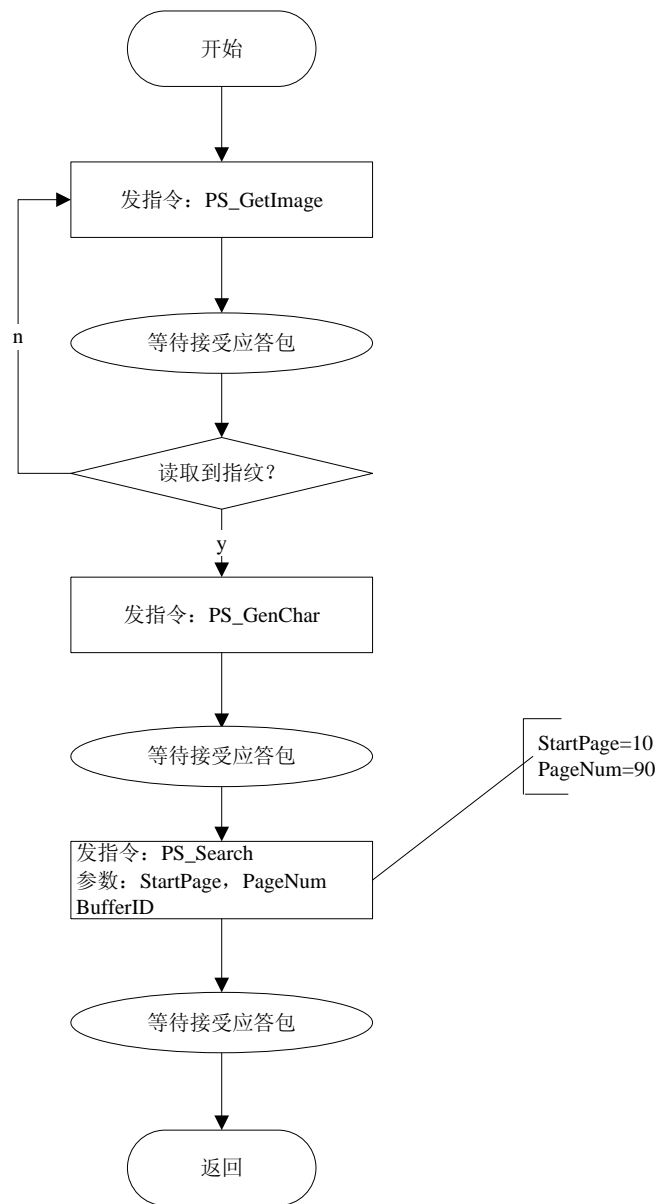 开始
发指令：PS_GetImage
n
等待接受应答包
读取到指纹？
y
发指令：PS_GenChar
等待接受应答包
StartPage=10
PageNum=90
发指令：PS_Search
参数：StartPage，PageNum
BufferID
等待接受应答包
返回